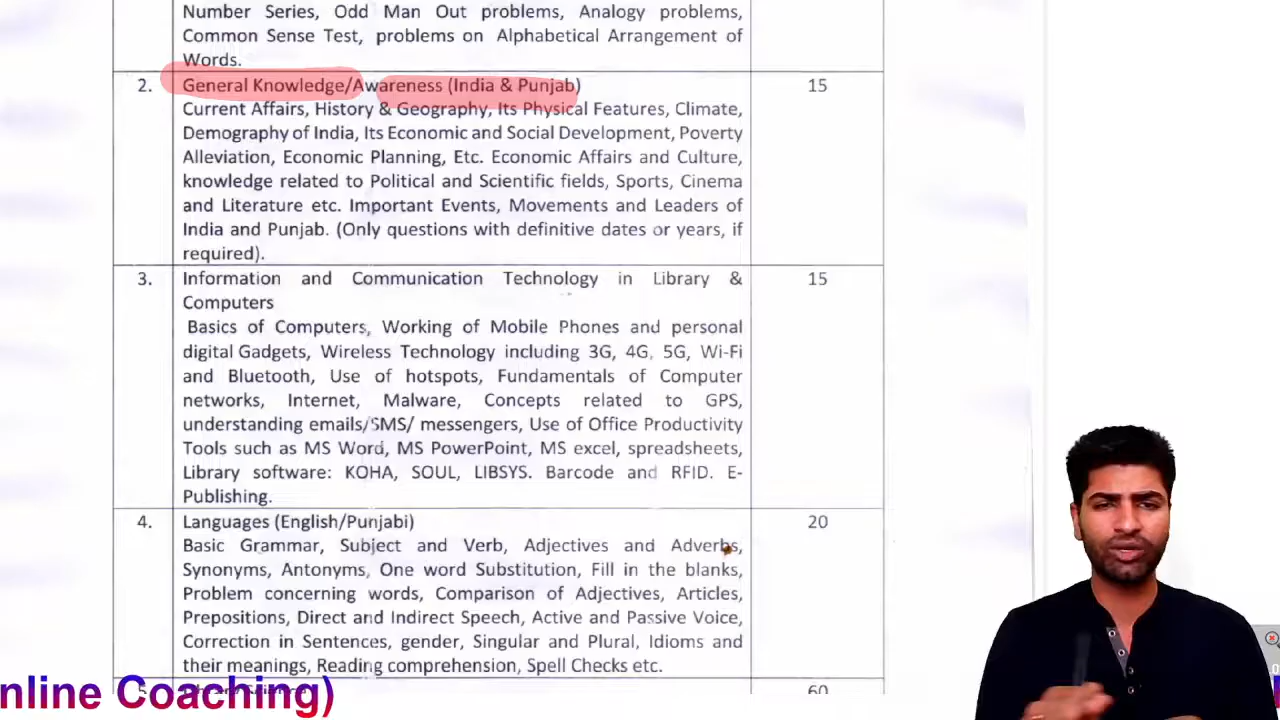 Number Series, Odd Man Out problems, Analogy problems,
Common Sense Test, problems on Alphabetical Arrangement of
Words.
2. General Knowledge/Awareness (India & Punjab) 15
Current Affairs, History & Geography, Its Physical Features, Climate,
Demography of India, Its Economic and Social Development, Poverty
Alleviation, Economic Planning, Etc. Economic Affairs and Culture,
knowledge related to Political and Scientific fields, Sports, Cinema
and Literature etc. Important Events, Movements and Leaders of
India and Punjab. (Only questions with definitive dates or years, if
required).
3. Information and Communication Technology in Library & 15
Computers
Basics of Computers, Working of Mobile Phones and personal
digital Gadgets, Wireless Technology including 3G, 4G, 5G, Wi-Fi
and Bluetooth, Use of hotspots, Fundamentals of Computer
networks, Internet, Malware, Concepts related to GPS,
understanding emails/SMS/ messengers, Use of Office Productivity
Tools such as MS Word, MS PowerPoint, MS excel, spreadsheets,
Library software: KOHA, SOUL, LIBSYS. Barcode and RFID. E-
Publishing.
4. Languages (English/Punjabi) 20
Basic Grammar, Subject and Verb, Adjectives and Adverbs,
Synonyms, Antonyms, One word Substitution, Fill in the blanks,
Problem concerning words, Comparison of Adjectives, Articles,
Prepositions, Direct and Indirect Speech, Active and Passive Voice,
Correction in Sentences, gender, Singular and Plural, Idioms and
their meanings, Reading comprehension, Spell Checks etc.
60
nline Coaching)